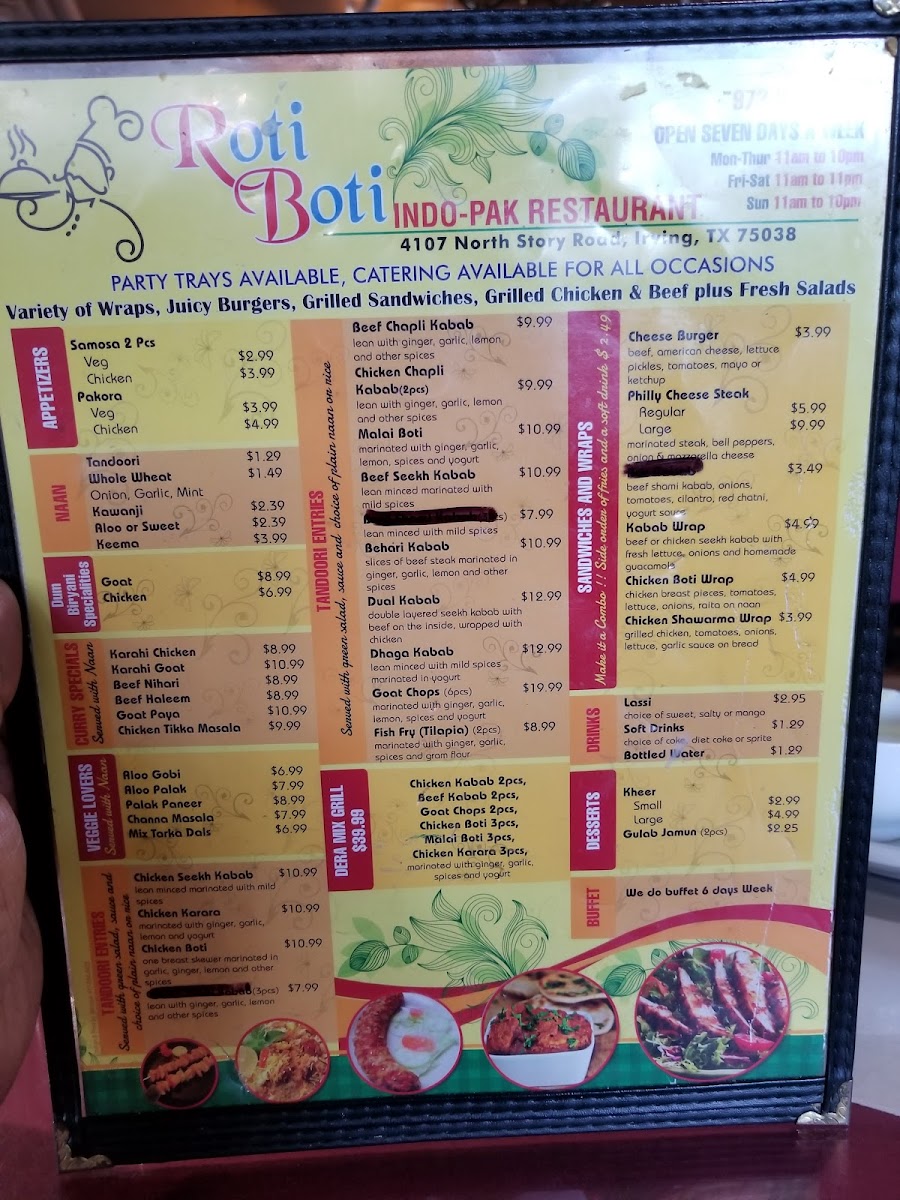 Roti
Boti
INDO-PAK RESTAURANT
"972
OPEN SEVEN DAYS A WEEK
Mon-Thur 11am to 10pm
Fri-Sat 11am to 11pm
Sun 11am to 10pm
4107 North Story Road, Irving, TX 75038
PARTY TRAYS AVAILABLE, CATERING AVAILABLE FOR ALL OCCASIONS
Variety of Wraps, Juicy Burgers, Grilled Sandwiches, Grilled Chicken & Beef plus Fresh Salads
APPETIZERS
Samosa 2 Pcs
Veg $2.99
Chicken $3.99
Pakora
Veg $3.99
Chicken $4.99
NAAN
Tandoori $1.29
Whole Wheat $1.49
Onion, Garlic, Mint
Kawanji $2.39
Aloo or Sweet $2.39
Keema $3.99
Dum
Biryani
Specialities
Goat $8.99
Chicken $6.99
CURRY SPECIALS
Served with Naan
Karahi Chicken $8.99
Karahi Goat $10.99
Beef Nihari $8.99
Beef Haleem $8.99
Goat Paya $10.99
Chicken Tikka Masala $9.99
VEGGIE LOVERS
Served with Naan
Aloo Gobi $6.99
Aloo Palak $7.99
Palak Paneer $8.99
Channa Masala $7.99
Mix Tarka Dals $6.99
TANDOORI ENTRIES
Served with green salad, sauce and
choice of plain naan on rice
Chicken Seekh Kabab $10.99
lean minced marinated with mild
spices
Chicken Karara $10.99
marinated with ginger, garlic,
lemon and yogurt
Chicken Boti $10.99
one breast skewer marinated in
garlic, ginger, lemon and other
spices
(3pcs) $7.99
lean with ginger, garlic, lemon
and other spices
TANDOORI ENTRIES
Served with green salad, sauce and choice of plain naan on rice
Beef Chapli Kabab $9.99
lean with ginger, garlic, lemon
and other spices
Chicken Chapli
Kabab(2pcs) $9.99
lean with ginger, garlic, lemon
and other spices
Malai Boti $10.99
marinated with ginger, garlic,
lemon, spices and yogurt
Beef Seekh Kabab $10.99
lean minced marinated with
mild spices
$7.99
lean minced with mild spices
Behari Kabab $10.99
slices of beef steak marinated in
ginger, garlic, lemon and other
spices
Dual Kabab $12.99
double layered seekh kabab with
beef on the inside, wrapped with
chicken
Dhaga Kabab $12.99
lean minced with mild spices
marinated in yogurt
Goat Chops (6pcs) $19.99
marinated with ginger, garlic,
lemon, spices and yogurt
Fish Fry (Tilapia) (2pcs) $8.99
marinated with ginger, garlic,
spices and gram flour
DERA MIX GRILL
$39.99
Chicken Kabab 2pcs,
Beef Kabab 2pcs,
Goat Chops 2pcs,
Chicken Boti 3pcs,
Malai Boti 3pcs,
Chicken Karara 3pcs,
marinated with ginger, garlic,
spices and yogurt
SANDWICHES AND WRAPS
Make it a Combo !! Side order of fries and a soft drink $ 2.49
Cheese Burger $3.99
beef, american cheese, lettuce
pickles, tomatoes, mayo or
ketchup
Philly Cheese Steak
Regular $5.99
Large $9.99
marinated steak, bell peppers,
onion & mozzarella cheese
$3.49
beef shami kabab, onions,
tomatoes, cilantro, red chatni,
yogurt sauce
Kabab Wrap $4.99
beef or chicken seekh kabab with
fresh lettuce, onions and homemade
guacamole
Chicken Boti Wrap $4.99
chicken breast pieces, tomatoes,
lettuce, onions, raita on naan
Chicken Shawarma Wrap $3.99
grilled chicken, tomatoes, onions,
lettuce, garlic sauce on bread
DRINKS
Lassi $2.95
choice of sweet, salty or mango
Soft Drinks $1.29
choice of coke, diet coke or sprite
Bottled Water $1.29
DESSERTS
Kheer
Small $2.99
Large $4.99
Gulab Jamun (2pcs) $2.25
BUFFET
We do buffet 6 days Week